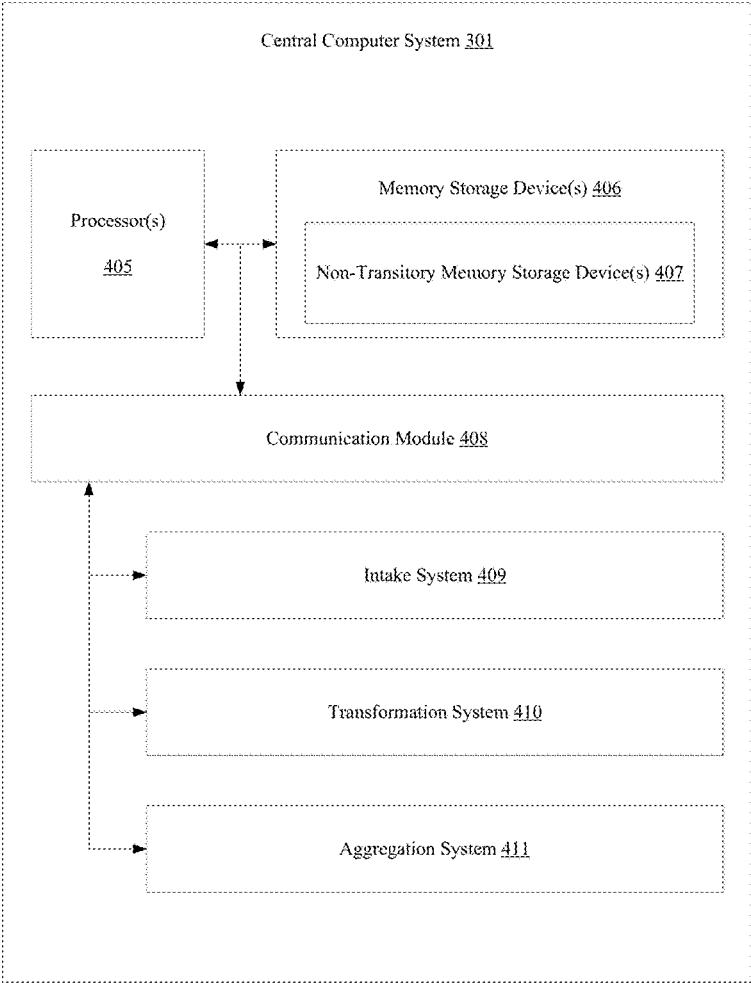 Central Computer System 301
Processor(s)
405
Memory Storage Device(s) 406
Non-Transitory Memory Storage Device(s) 407
Communication Module 408
Intake System 409
Transformation System 410
Aggregation System 411